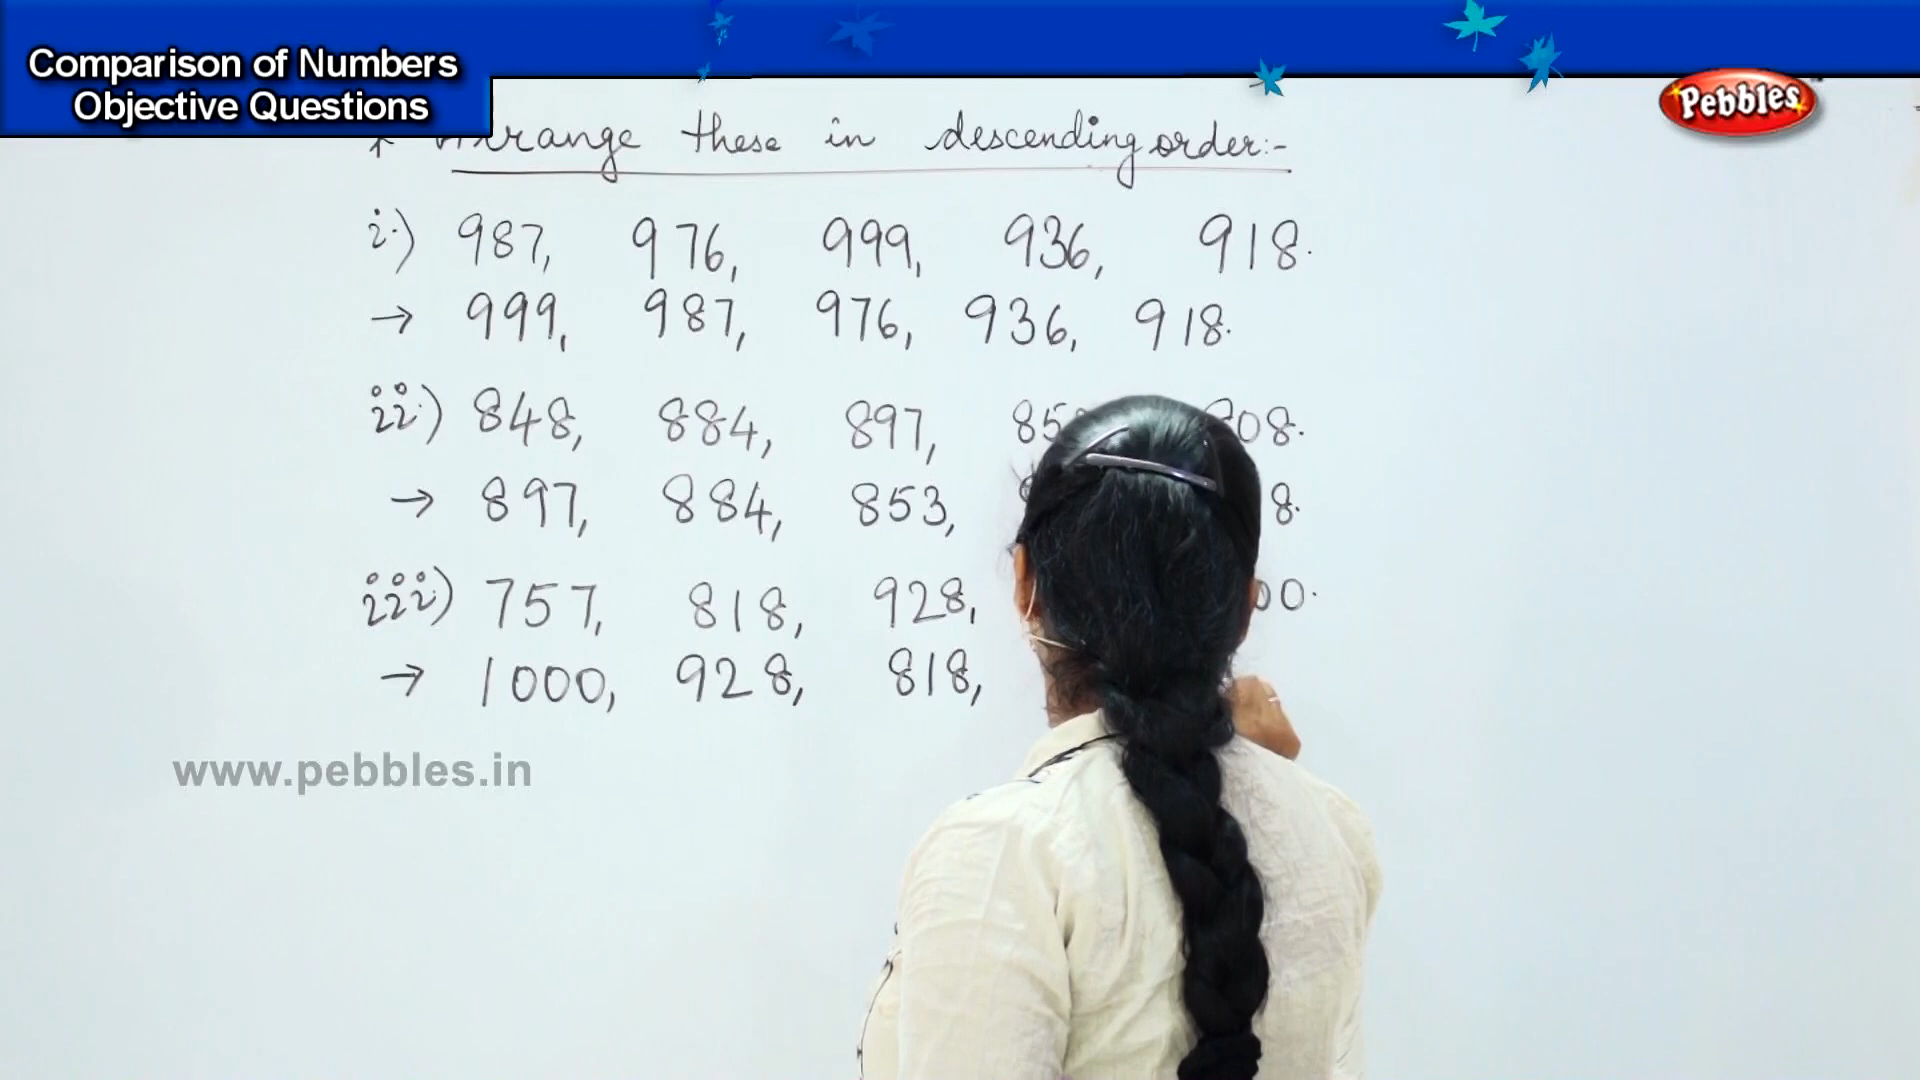 Comparison of Numbers
Objective Questions
Pebbles
Arrange these in descending order:-
i.) 987, 976, 999, 936, 918.
→ 999, 987, 976, 936, 918.
ii.) 848, 884, 897,
→ 897, 884, 853,
iii) 757, 818, 928,
→ 1000, 928, 818,
www.pebbles.in